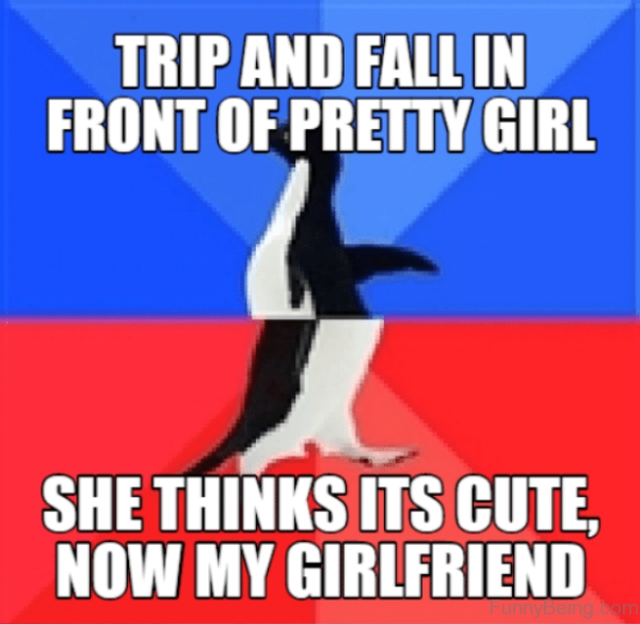 TRIP AND FALL IN
FRONT OF PRETTY GIRL
SHE THINKS ITS CUTE,
NOW MY GIRLFRIEND
FunnyBeing.com